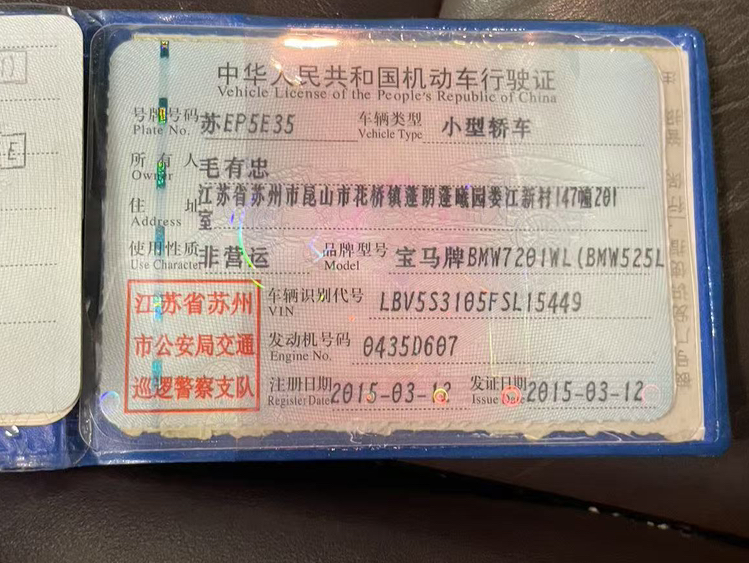 中华人民共和国机动车行驶证
Vehicle License of the People's Republic of China
号牌号码 苏EP5E35 车辆类型 小型轿车
Plate No. Vehicle Type
所有人 毛有忠
Owner
住址 江苏省苏州市昆山市花桥镇蓬朗蓬曦园娄江新村147幢201
Address 室
使用性质 非营运 品牌型号 宝马牌BMW7201WL(BMW525L
Use Character Model
江苏省苏州 车辆识别代号 LBV5S3105FSL15449
VIN
市公安局交通 发动机号码 0435D607
Engine No.
巡逻警察支队 注册日期 2015-03-12 发证日期 2015-03-12
Register Date Issue Date